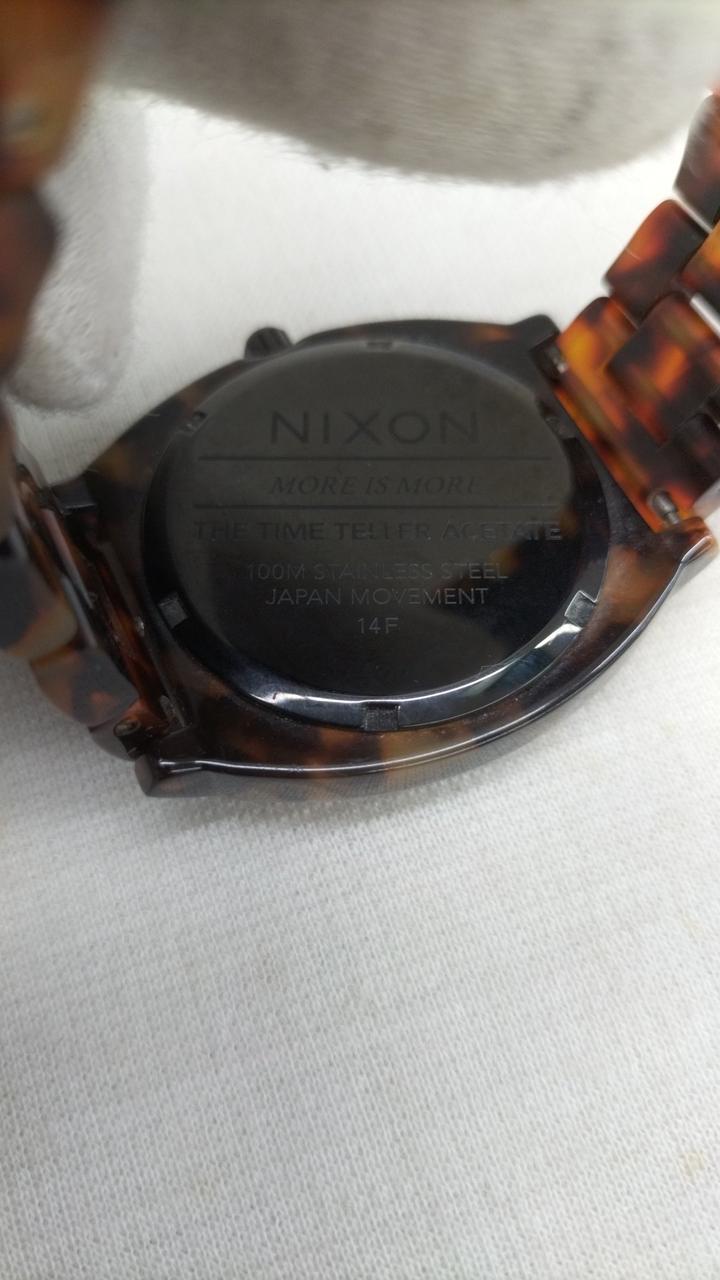 NIXON
MORE IS MORE
THE TIME TELLER ACETATE
100M STAINLESS STEEL
JAPAN MOVEMENT
14F